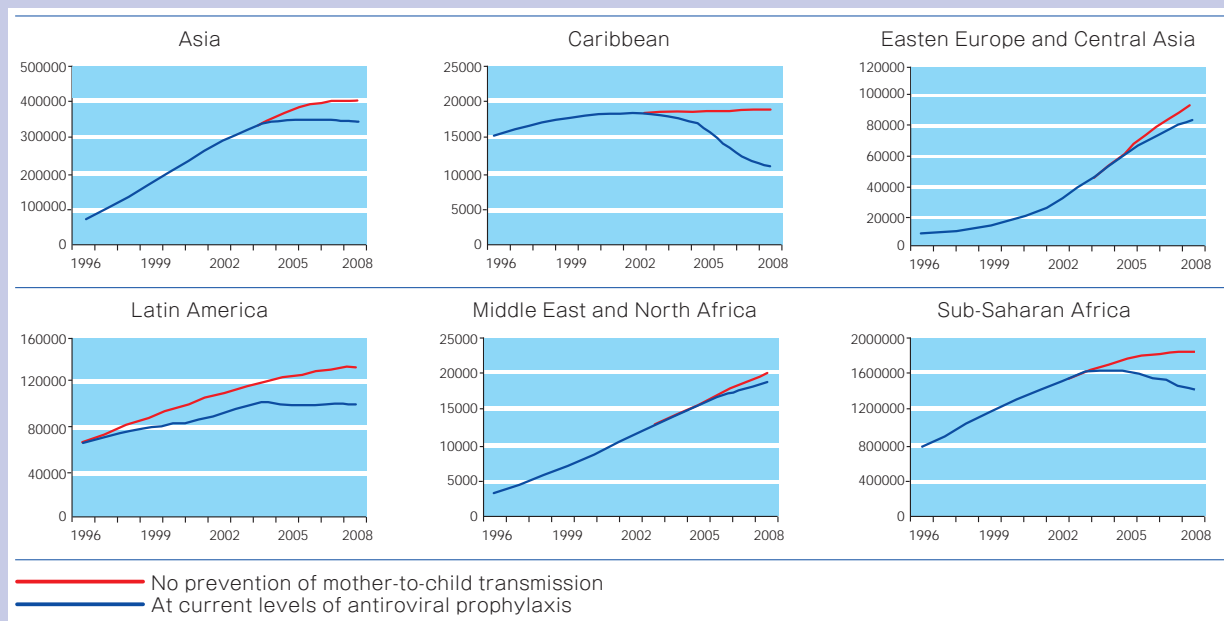 Asia
500000
400000
300000
200000
100000
0
1996 1999 2002 2005 2008
Caribbean
25000
20000
15000
10000
5000
0
1996 1999 2002 2005 2008
Easten Europe and Central Asia
120000
100000
80000
60000
40000
20000
0
1996 1999 2002 2005 2008
Latin America
160000
120000
80000
40000
0
1996 1999 2002 2005 2008
Middle East and North Africa
25000
20000
15000
10000
5000
0
1996 1999 2002 2005 2008
Sub-Saharan Africa
2000000
1600000
1200000
800000
400000
0
1996 1999 2002 2005 2008
No prevention of mother-to-child transmission
At current levels of antiroviral prophylaxis